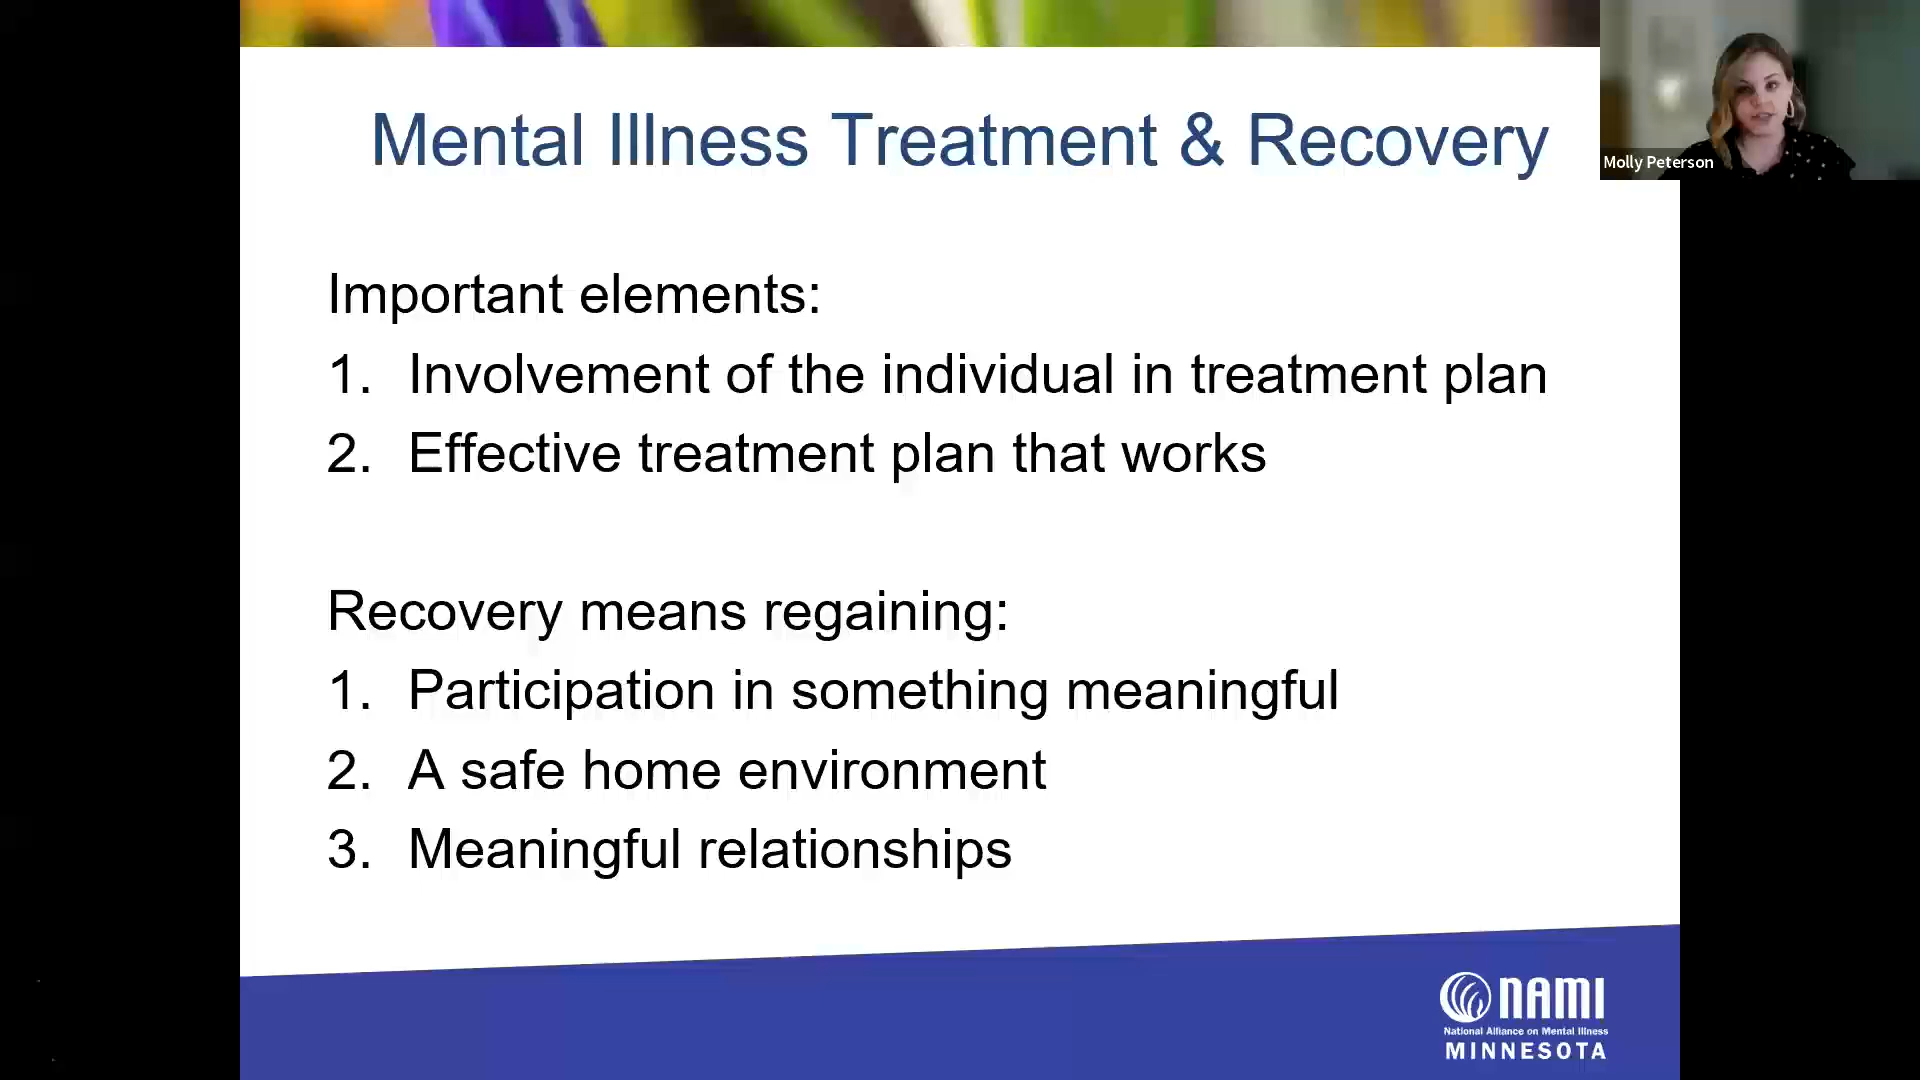 Mental Illness Treatment & Recovery
Molly Peterson
Important elements:
1. Involvement of the individual in treatment plan
2. Effective treatment plan that works
Recovery means regaining:
1. Participation in something meaningful
2. A safe home environment
3. Meaningful relationships
NAMI
National Alliance on Mental Illness
MINNESOTA